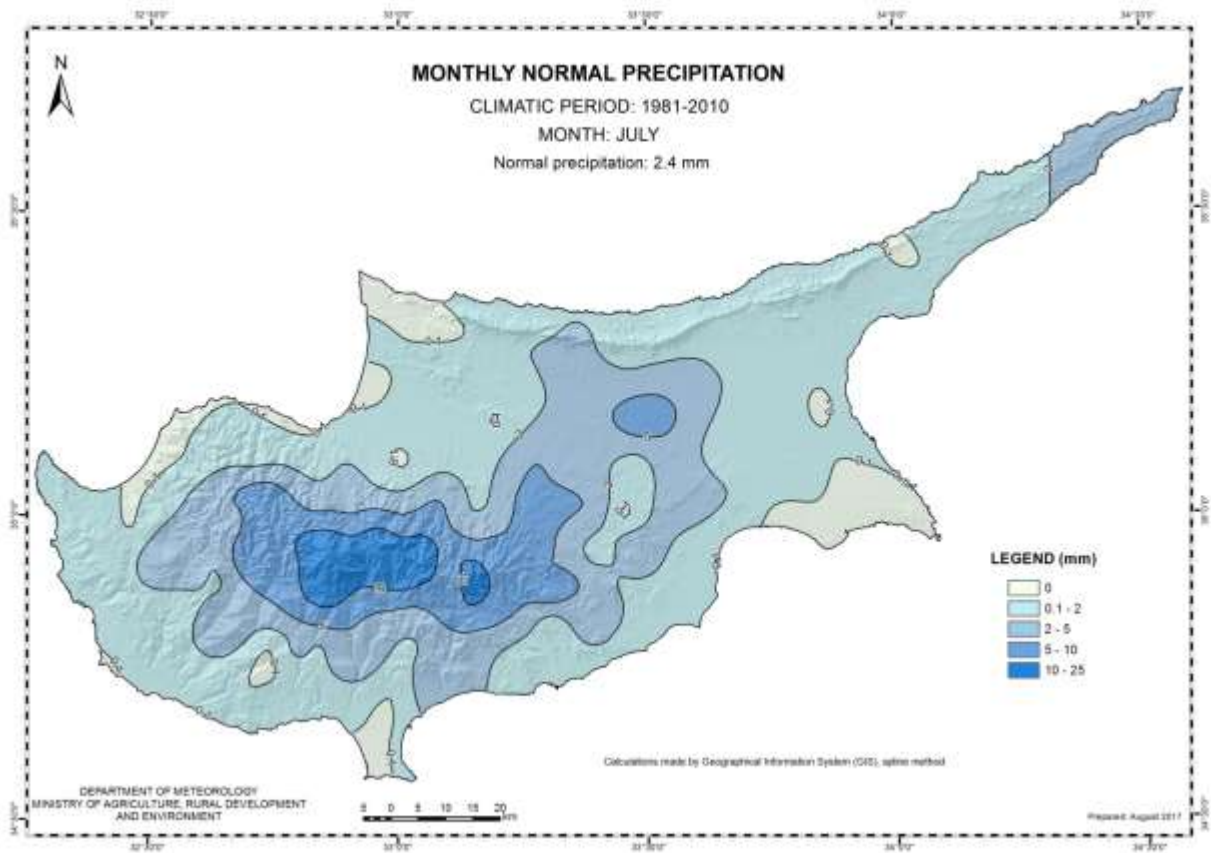 N
MONTHLY NORMAL PRECIPITATION
CLIMATIC PERIOD: 1981-2010
MONTH: JULY
Normal precipitation: 2.4 mm
LEGEND (mm)
0
0.1 - 2
2 - 5
5 - 10
10 - 25
Calculations made by Geographical Information System (GIS), spline method
DEPARTMENT OF METEOROLOGY
MINISTRY OF AGRICULTURE, RURAL DEVELOPMENT
AND ENVIRONMENT
5 0 5 10 15 20
km
Prepared: August 2017